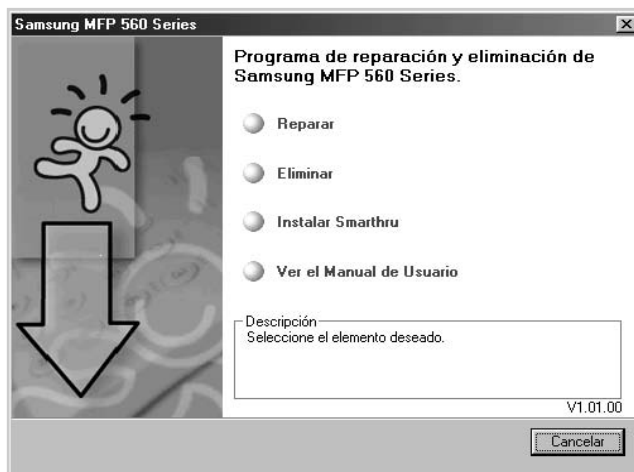 Samsung MFP 560 Series
Programa de reparación y eliminación de
Samsung MFP 560 Series.
Reparar
Eliminar
Instalar Smarthru
Ver el Manual de Usuario
Descripción
Seleccione el elemento deseado.
V1.01.00
Cancelar